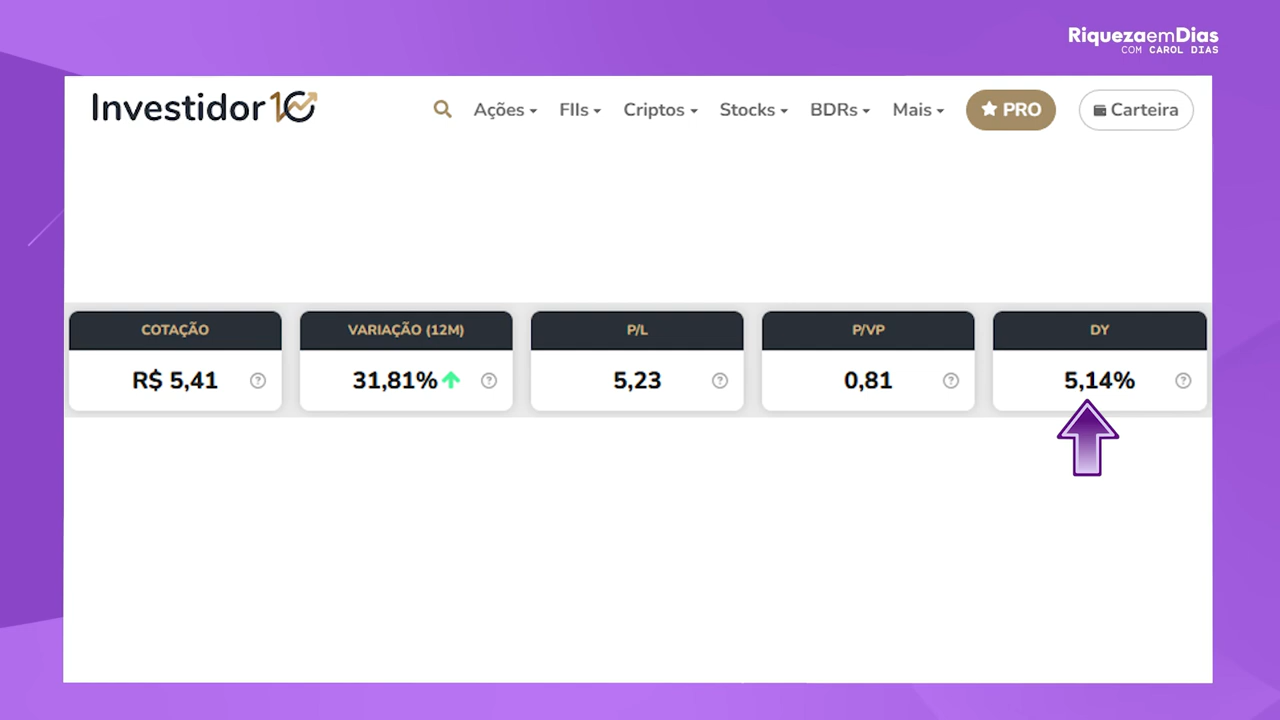 RiquezaemDias
COM CAROL DIAS
Investidor10
Ações
FIIs
Criptos
Stocks
BDRs
Mais
PRO
Carteira
COTAÇÃO
VARIAÇÃO (12M)
P/L
P/VP
DY
R$ 5,41
31,81%
5,23
0,81
5,14%